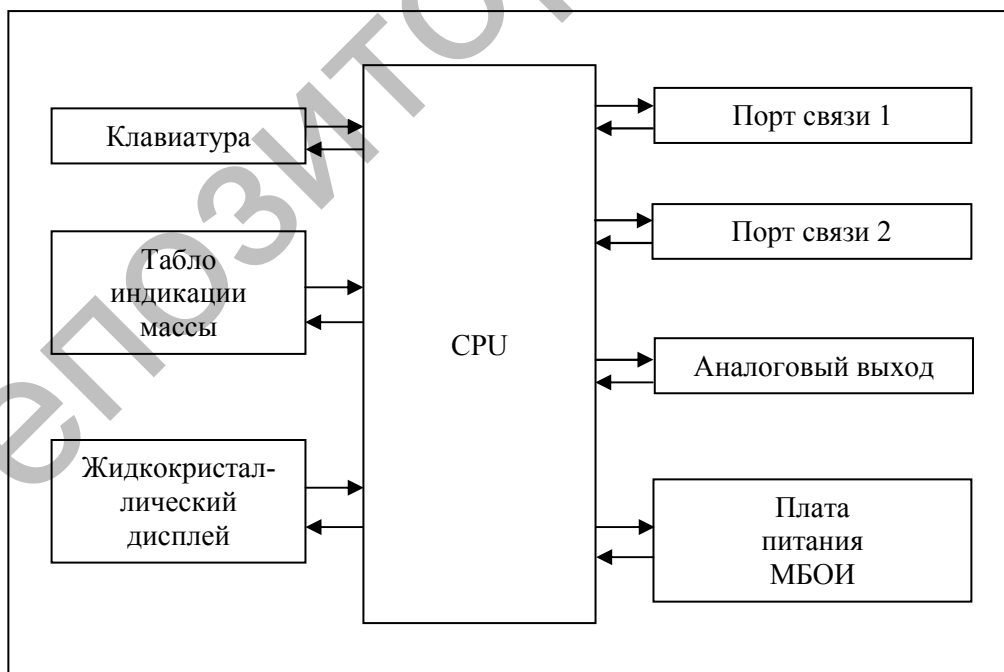 Клавиатура
Табло
индикации
массы
Жидкокристал-
лический
дисплей
CPU
Порт связи 1
Порт связи 2
Аналоговый выход
Плата
питания
МБОИ
епозитор